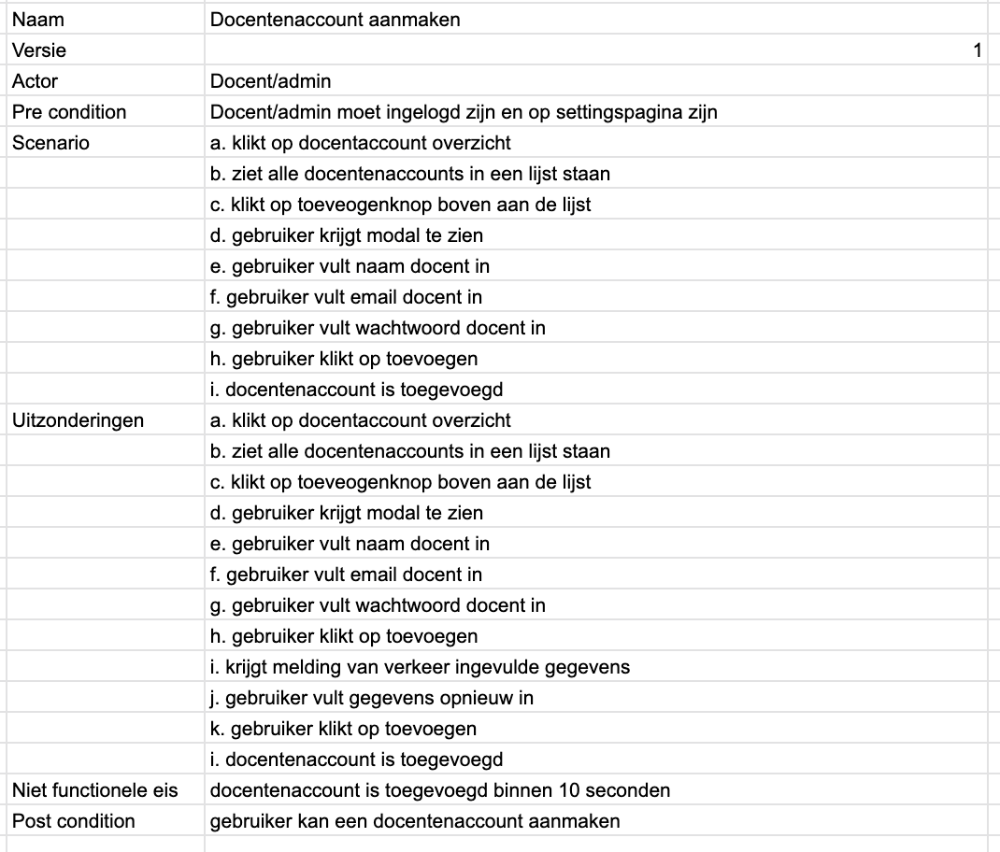 Naam Docentenaccount aanmaken
Versie 1
Actor Docent/admin
Pre condition Docent/admin moet ingelogd zijn en op settingspagina zijn
Scenario a. klikt op docentaccount overzicht
b. ziet alle docentenaccounts in een lijst staan
c. klikt op toeveogenknop boven aan de lijst
d. gebruiker krijgt modal te zien
e. gebruiker vult naam docent in
f. gebruiker vult email docent in
g. gebruiker vult wachtwoord docent in
h. gebruiker klikt op toevoegen
i. docentenaccount is toegevoegd
Uitzonderingen a. klikt op docentaccount overzicht
b. ziet alle docentenaccounts in een lijst staan
c. klikt op toeveogenknop boven aan de lijst
d. gebruiker krijgt modal te zien
e. gebruiker vult naam docent in
f. gebruiker vult email docent in
g. gebruiker vult wachtwoord docent in
h. gebruiker klikt op toevoegen
i. krijgt melding van verkeer ingevulde gegevens
j. gebruiker vult gegevens opnieuw in
k. gebruiker klikt op toevoegen
i. docentenaccount is toegevoegd
Niet functionele eis docentenaccount is toegevoegd binnen 10 seconden
Post condition gebruiker kan een docentenaccount aanmaken